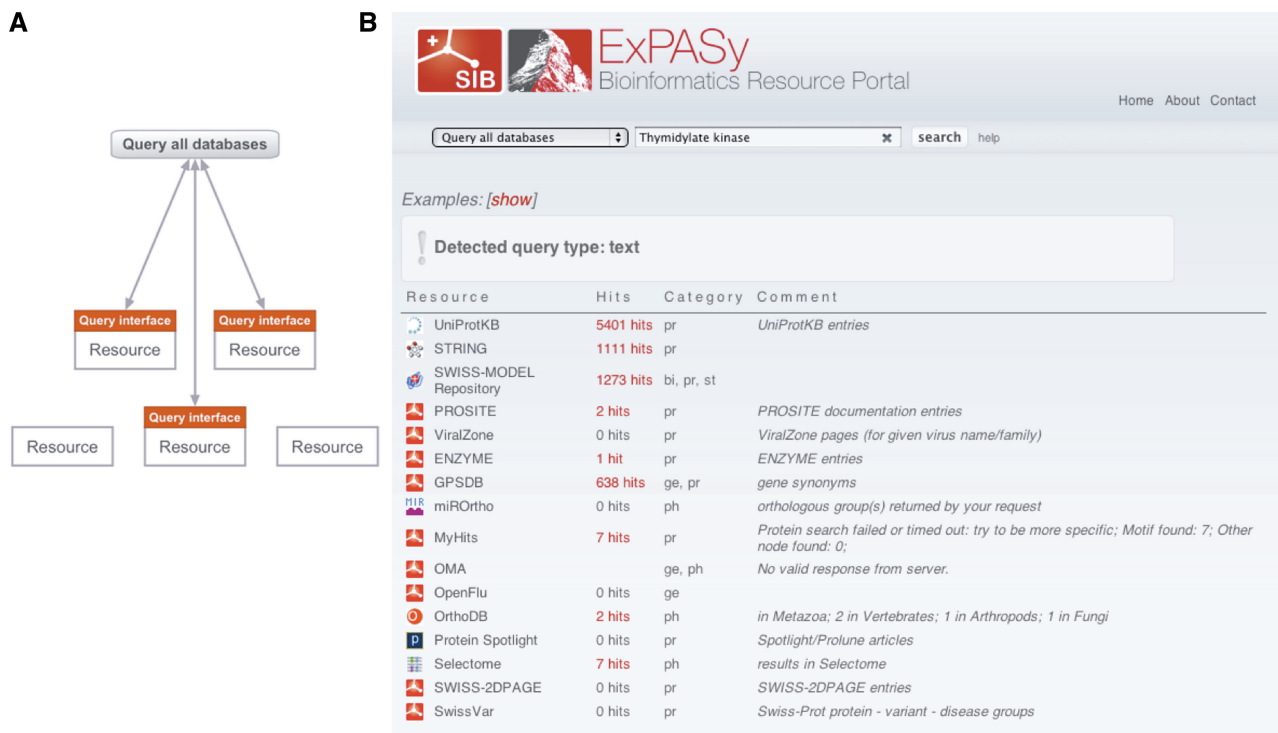 A
B
Query all databases
Query interface
Resource
Query interface
Resource
Query interface
Resource
Resource
Resource
SIB
ExPASy
Bioinformatics Resource Portal
Home About Contact
Query all databases Thymidylate kinase search help
Examples: [show]
Detected query type: text
Resource Hits Category Comment
UniProtKB 5401 hits pr UniProtKB entries
STRING 1111 hits pr
SWISS-MODEL
Repository 1273 hits bi, pr, st
PROSITE 2 hits pr PROSITE documentation entries
ViralZone 0 hits pr ViralZone pages (for given virus name/family)
ENZYME 1 hit pr ENZYME entries
GPSDB 638 hits ge, pr gene synonyms
MIR miROrtho 0 hits ph orthologous group(s) returned by your request
MyHits 7 hits pr Protein search failed or timed out: try to be more specific; Motif found: 7; Other
node found: 0;
OMA ge, ph No valid response from server.
OpenFlu 0 hits ge
OrthoDB 2 hits ph in Metazoa; 2 in Vertebrates; 1 in Arthropods; 1 in Fungi
P Protein Spotlight 0 hits pr Spotlight/Prolune articles
Selectome 7 hits ph results in Selectome
SWISS-2DPAGE 0 hits pr SWISS-2DPAGE entries
SwissVar 0 hits pr Swiss-Prot protein - variant - disease groups